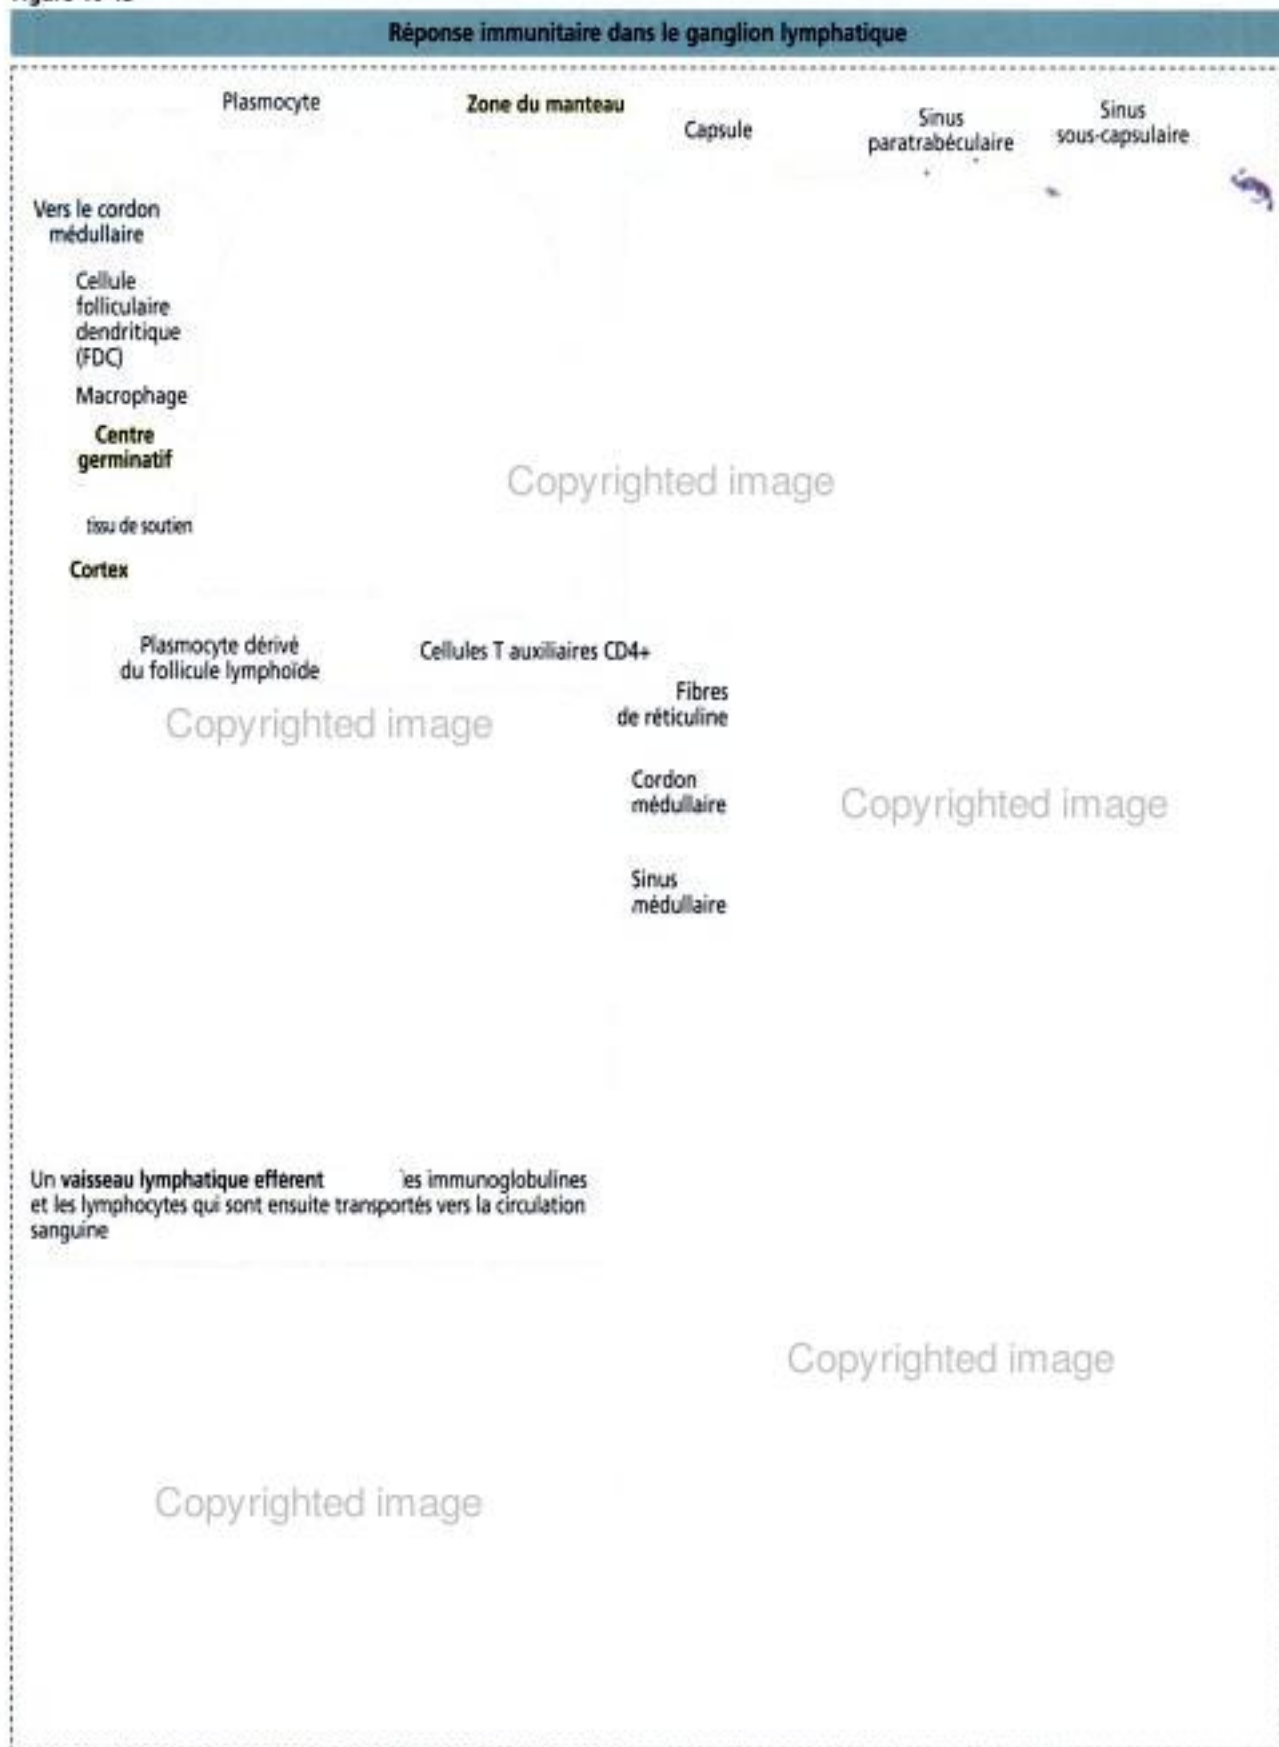 Réponse immunitaire dans le ganglion lymphatique
Plasmocyte
Zone du manteau
Capsule
Sinus
paratrabéculaire
Sinus
sous-capsulaire
Vers le cordon
médullaire
Cellule
folliculaire
dendritique
(FDC)
Macrophage
Centre
germinatif
Copyrighted image
tissu de soutien
Cortex
Plasmocyte dérivé
du follicule lymphoïde
Cellules T auxiliaires CD4+
Fibres
de réticuline
Copyrighted image
Cordon
médullaire
Copyrighted image
Sinus
médullaire
Un vaisseau lymphatique efférent les immunoglobulines
et les lymphocytes qui sont ensuite transportés vers la circulation
sanguine
Copyrighted image
Copyrighted image